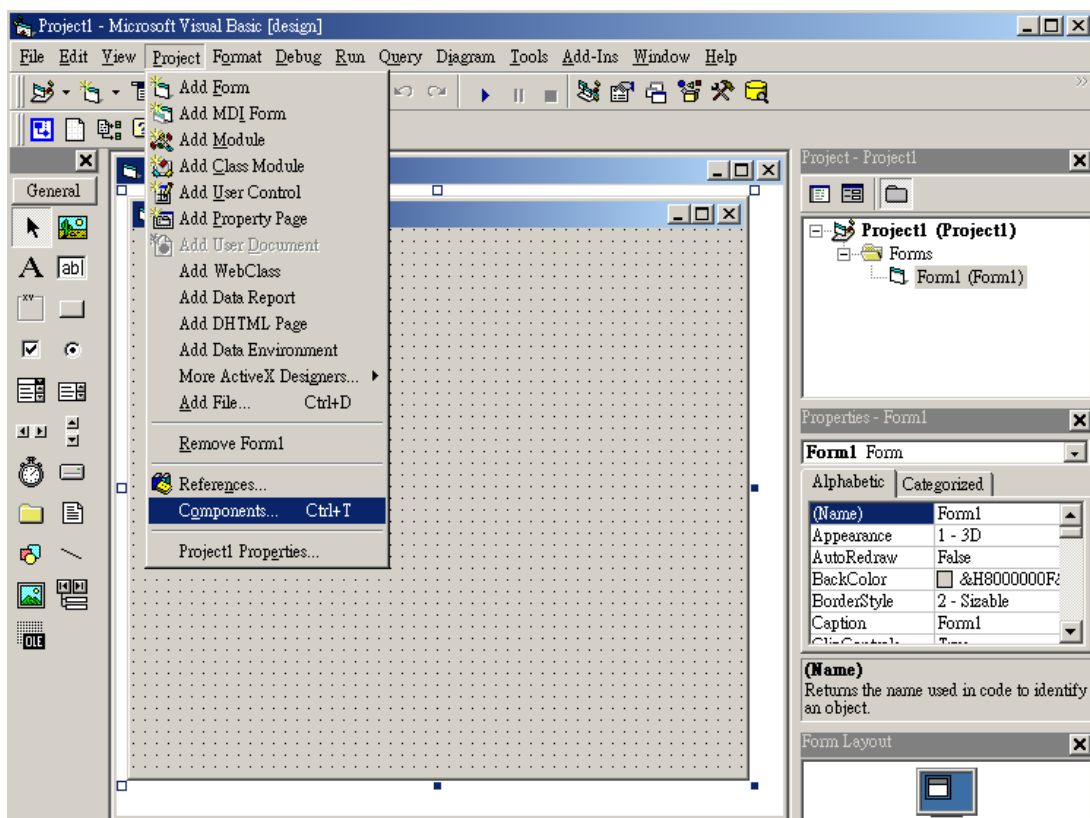 Project1 - Microsoft Visual Basic [design]
File Edit View Project Format Debug Run Query Diagram Tools Add-Ins Window Help
Add Form
Add MDI Form
Add Module
Add Class Module
Add User Control
Add Property Page
Add User Document
Add WebClass
Add Data Report
Add DHTML Page
Add Data Environment
More ActiveX Designers...
Add File... Ctrl+D
Remove Form1
References...
Components... Ctrl+T
Project1 Properties...
General
A ab|
xv
OLE
Project - Project1
Project1 (Project1)
Forms
Form1 (Form1)
Properties - Form1
Form1 Form
Alphabetic Categorized
(Name) Form1
Appearance 1 - 3D
AutoRedraw False
BackColor &H8000000F&
BorderStyle 2 - Sizable
Caption Form1
(Name)
Returns the name used in code to identify
an object.
Form Layout